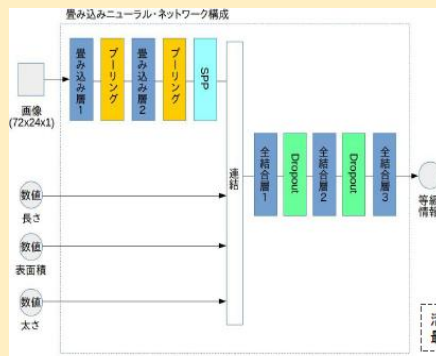 畳み込みニューラル・ネットワーク構成
畳み込み層1
プーリング
畳み込み層2
プーリング
SPP
画像
(72x24x1)
連結
全結合層1
Dropout
全結合層2
Dropout
全結合層3
等級
情報
数値
長さ
数値
表面積
数値
太さ